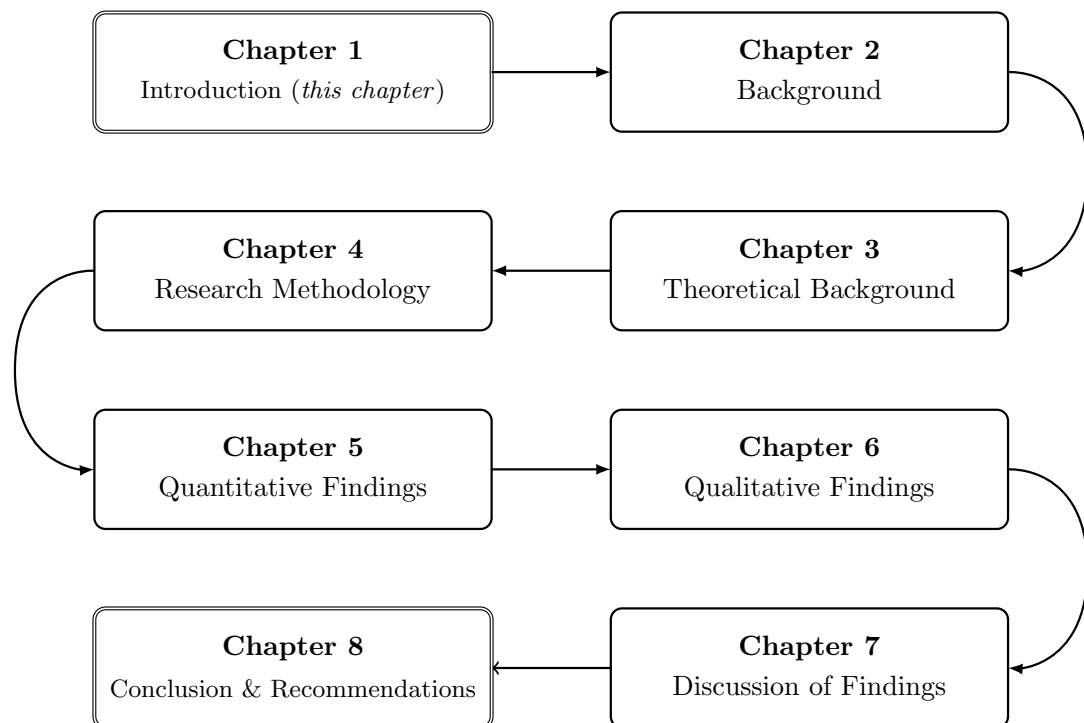 Chapter 1
Introduction (this chapter)
Chapter 2
Background
Chapter 3
Theoretical Background
Chapter 4
Research Methodology
Chapter 5
Quantitative Findings
Chapter 6
Qualitative Findings
Chapter 7
Discussion of Findings
Chapter 8
Conclusion & Recommendations